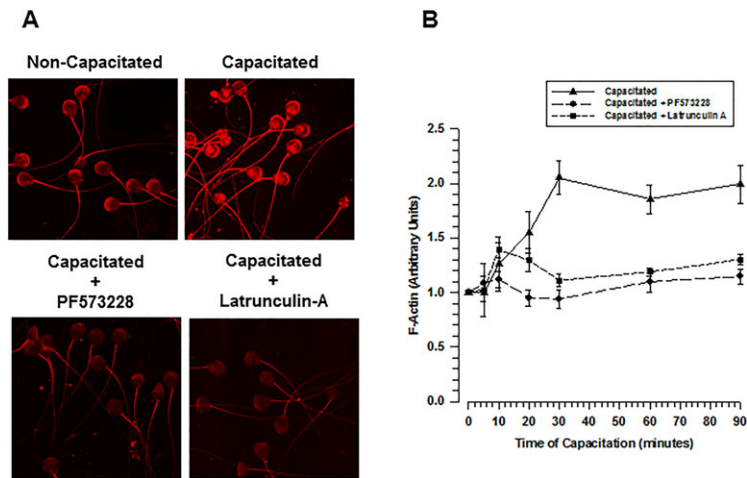 A
Non-Capacitated
Capacitated
Capacitated
+
PF573228
Capacitated
+
Latrunculin-A
B
Capacitated
Capacitated +PF573228
Capacitated +Latrunculin A
F-Actin (Arbitrary Units)
2.5
2.0
1.5
1.0
0.5
0.0
0 10 20 30 40 50 60 70 80 90
Time of Capacitation (minutes)